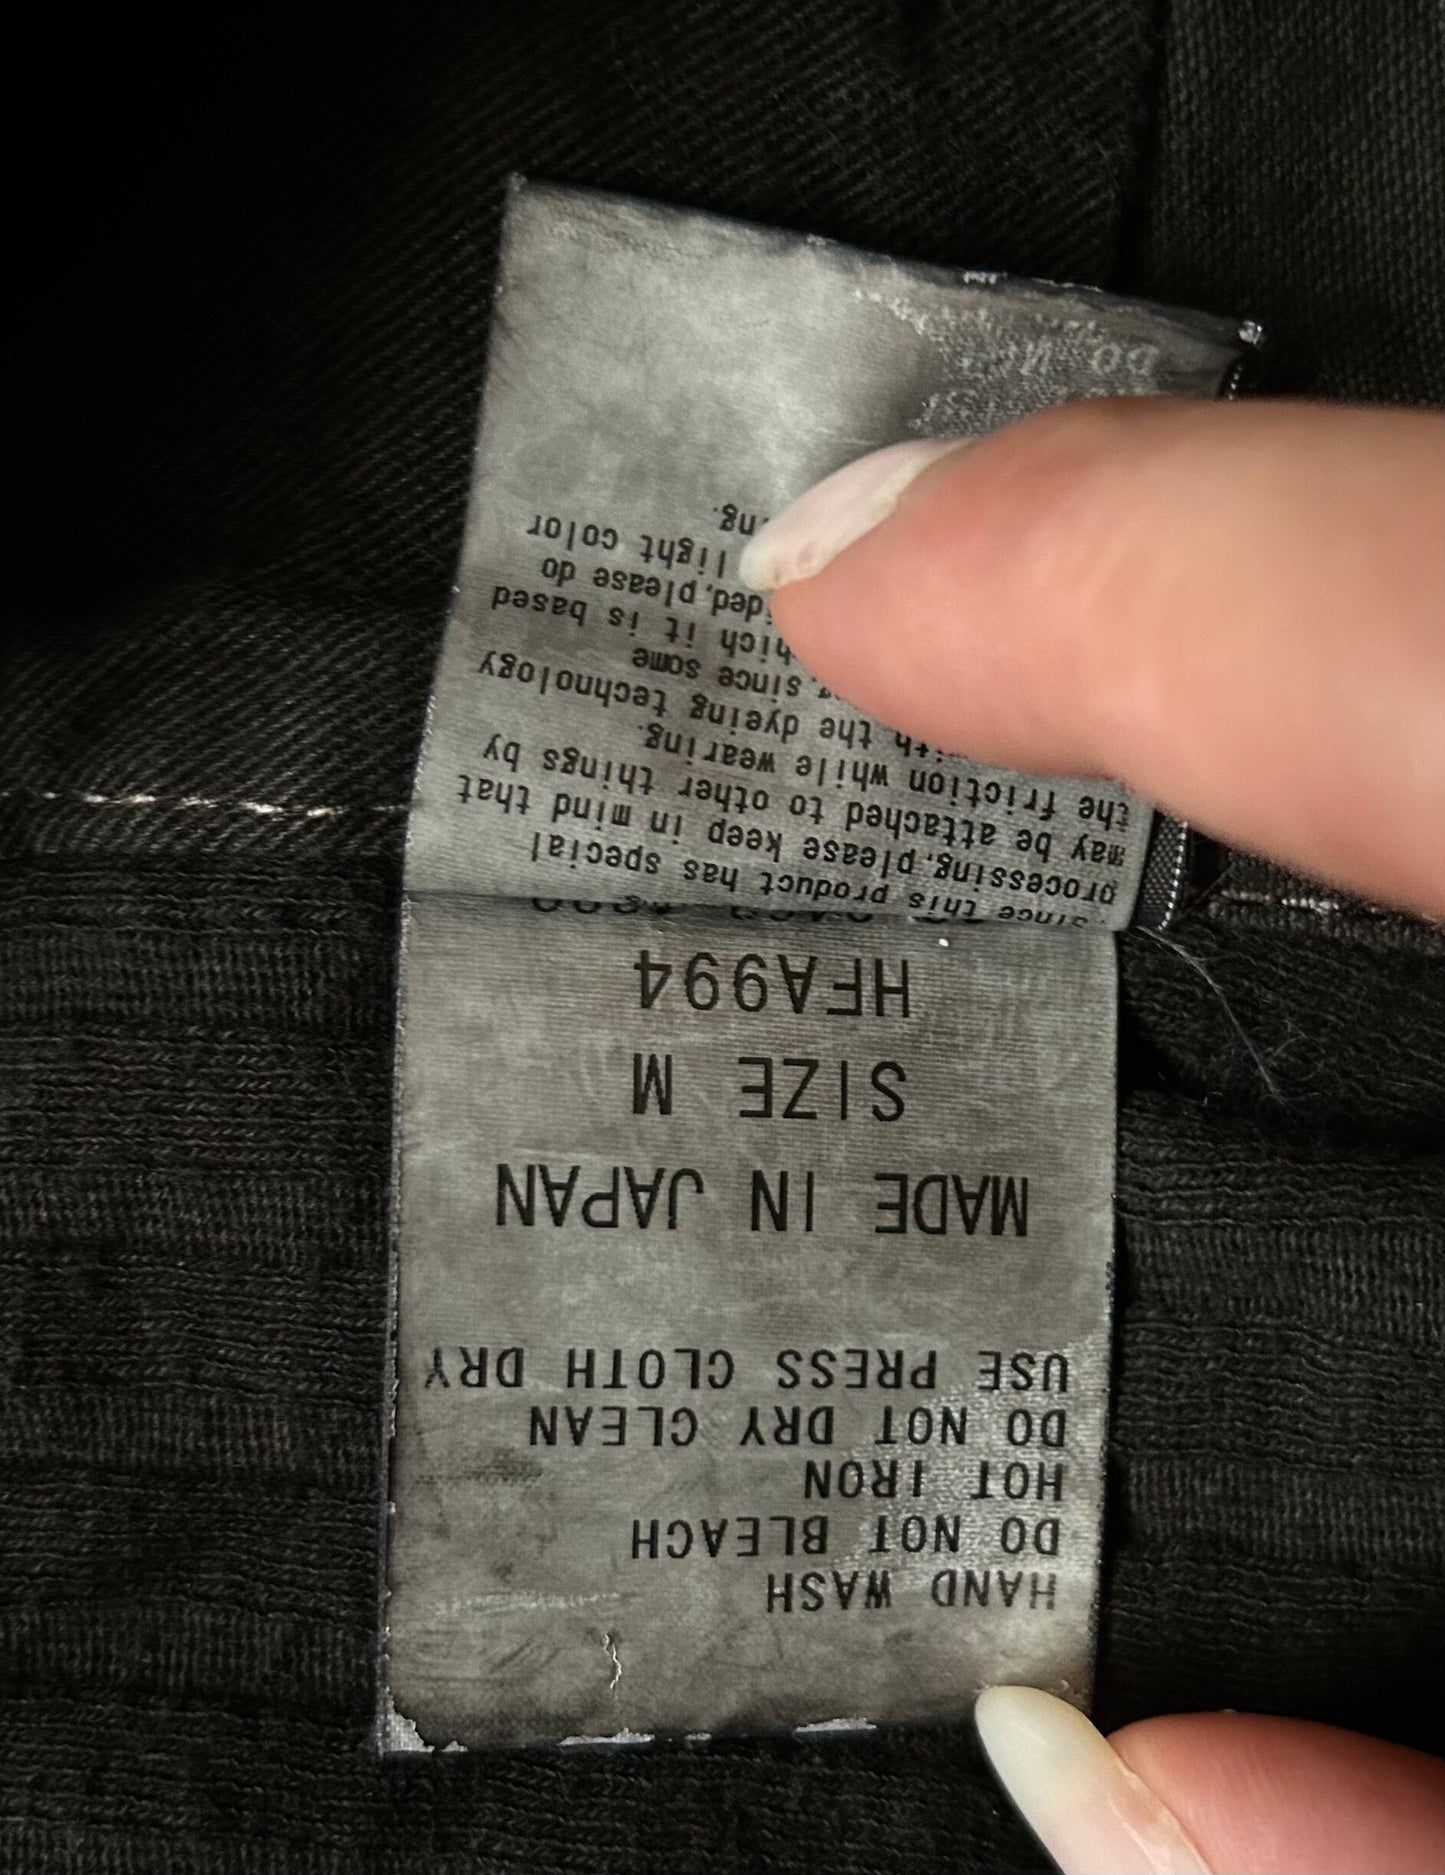 HAND WASH
DO NOT BLEACH
HOT IRON
DO NOT DRY CLEAN
USE PRESS CLOTH DRY
MADE IN JAPAN
SIZE M
HFA994
since this product has special
processing,please keep in mind that
may be attached to other things by
the friction while wearing.
with the dyeing technology
since some
which it is based
please do
light color
DO